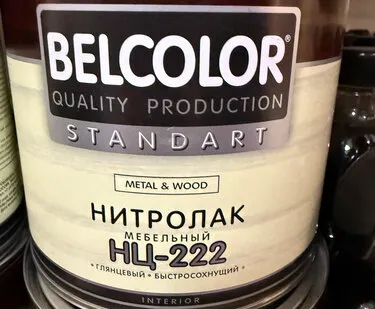 BELCOLOR®
QUALITY PRODUCTION
STANDART
METAL & WOOD
НИТРОЛАК
МЕБЕЛЬНЫЙ
НЦ-222
• ГЛЯНЦЕВЫЙ • БЫСТРОСОХНУЩИЙ •
INTERIOR